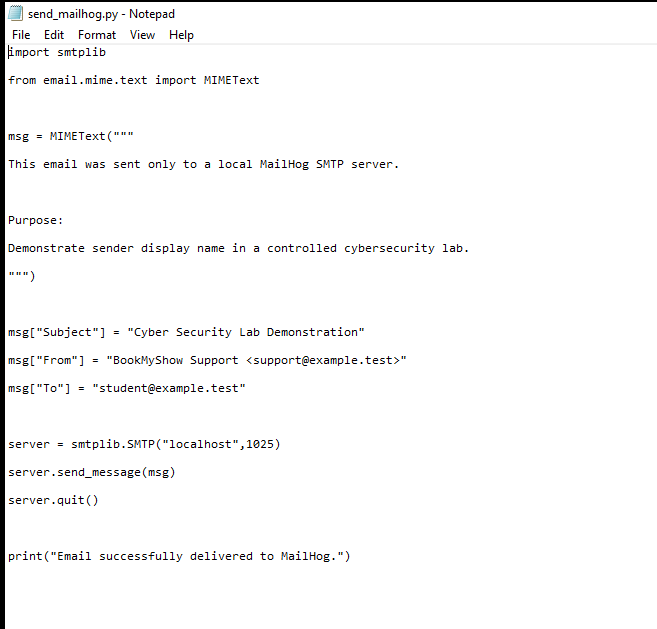 send_mailhog.py - Notepad
File Edit Format View Help
import smtplib
from email.mime.text import MIMEText
msg = MIMEText("""
This email was sent only to a local MailHog SMTP server.
Purpose:
Demonstrate sender display name in a controlled cybersecurity lab.
""")
msg["Subject"] = "Cyber Security Lab Demonstration"
msg["From"] = "BookMyShow Support <support@example.test>"
msg["To"] = "student@example.test"
server = smtplib.SMTP("localhost",1025)
server.send_message(msg)
server.quit()
print("Email successfully delivered to MailHog.")